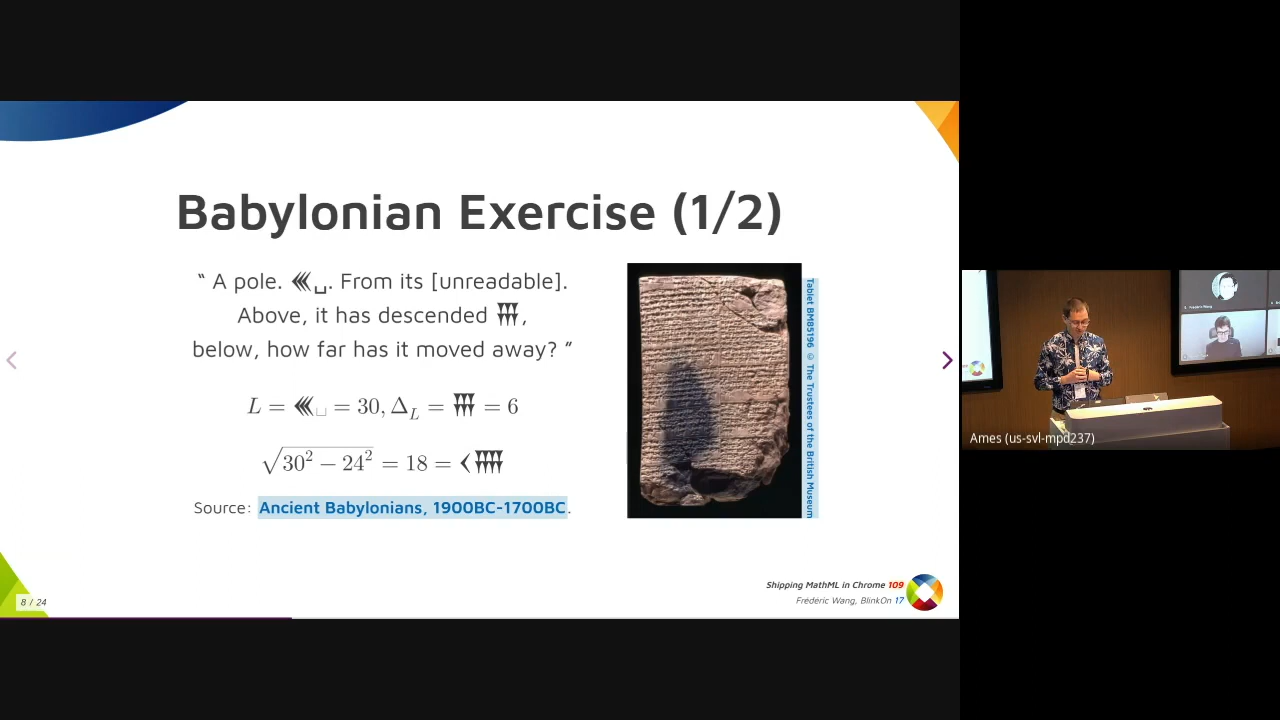 Babylonian Exercise (1/2)
“ A pole. 𒌍␣. From its [unreadable].
Above, it has descended 𒐋,
below, how far has it moved away? ”
L = 𒌍␣ = 30, Δ_L = 𒐋 = 6
√(30² − 24²) = 18 = 𒌋𒐍
Source: Ancient Babylonians, 1900BC-1700BC.
Tablet BM85196 © The Trustees of the British Museum
Shipping MathML in Chrome 109
Frédéric Wang, BlinkOn 17
8 / 24
Ames (us-svl-mpd237)